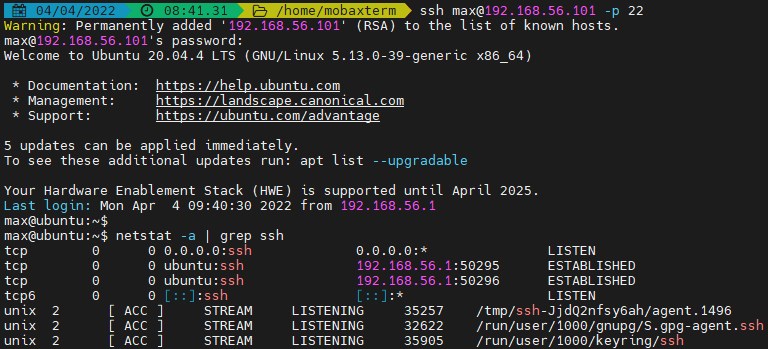 04/04/2022 08:41.31 /home/mobaxterm ssh max@192.168.56.101 -p 22
Warning: Permanently added '192.168.56.101' (RSA) to the list of known hosts.
max@192.168.56.101's password:
Welcome to Ubuntu 20.04.4 LTS (GNU/Linux 5.13.0-39-generic x86_64)
* Documentation: https://help.ubuntu.com
* Management: https://landscape.canonical.com
* Support: https://ubuntu.com/advantage
5 updates can be applied immediately.
To see these additional updates run: apt list --upgradable
Your Hardware Enablement Stack (HWE) is supported until April 2025.
Last login: Mon Apr 4 09:40:30 2022 from 192.168.56.1
max@ubuntu:~$
max@ubuntu:~$ netstat -a | grep ssh
tcp 0 0 0.0.0.0:ssh 0.0.0.0:* LISTEN
tcp 0 0 ubuntu:ssh 192.168.56.1:50295 ESTABLISHED
tcp 0 0 ubuntu:ssh 192.168.56.1:50296 ESTABLISHED
tcp6 0 0 [::]:ssh [::]:* LISTEN
unix 2 [ ACC ] STREAM LISTENING 35257 /tmp/ssh-JjdQ2nfsy6ah/agent.1496
unix 2 [ ACC ] STREAM LISTENING 32622 /run/user/1000/gnupg/S.gpg-agent.ssh
unix 2 [ ACC ] STREAM LISTENING 35905 /run/user/1000/keyring/ssh